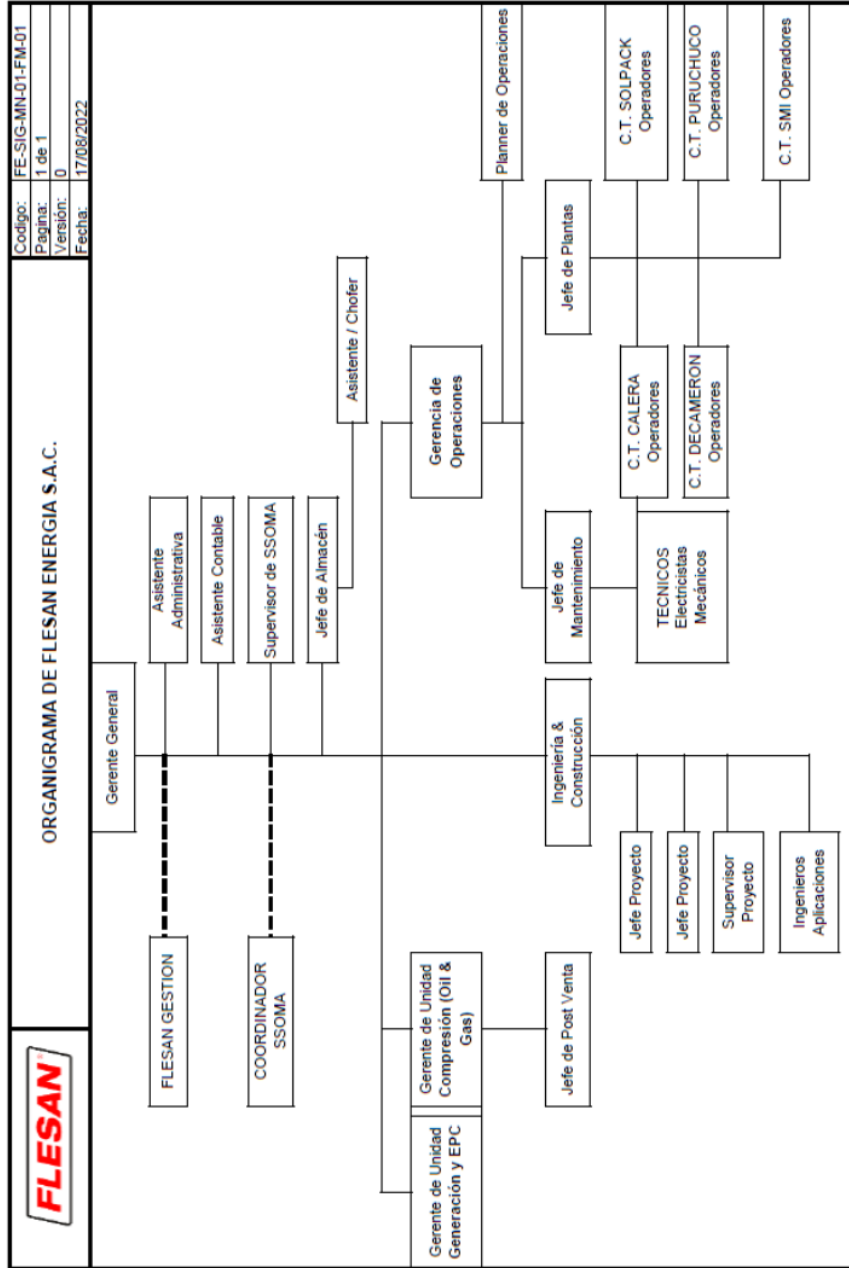 FLESAN
ORGANIGRAMA DE FLESAN ENERGIA S.A.C.
Codigo: FE-SIG-MN-01-FM-01
Pagina: 1 de 1
Versión: 0
Fecha: 17/08/2022
Gerente General
FLESAN GESTION
Asistente
Administrativa
Asistente Contable
COORDINADOR
SSOMA
Supervisor de SSOMA
Jefe de Almacén
Asistente / Chofer
Gerente de Unidad
Generación y EPC
Gerente de Unidad
Compresión (Oil &
Gas)
Gerencia de
Operaciones
Planner de Operaciones
Jefe de Post Venta
Ingeniería &
Construcción
Jefe de
Mantenimiento
Jefe de Plantas
Jefe Proyecto
Jefe Proyecto
Supervisor
Proyecto
Ingenieros
Aplicaciones
TECNICOS
Electricistas
Mecánicos
C.T. CALERA
Operadores
C.T. SOLPACK
Operadores
C.T. DECAMERON
Operadores
C.T. PURUCHUCO
Operadores
C.T. SMI Operadores